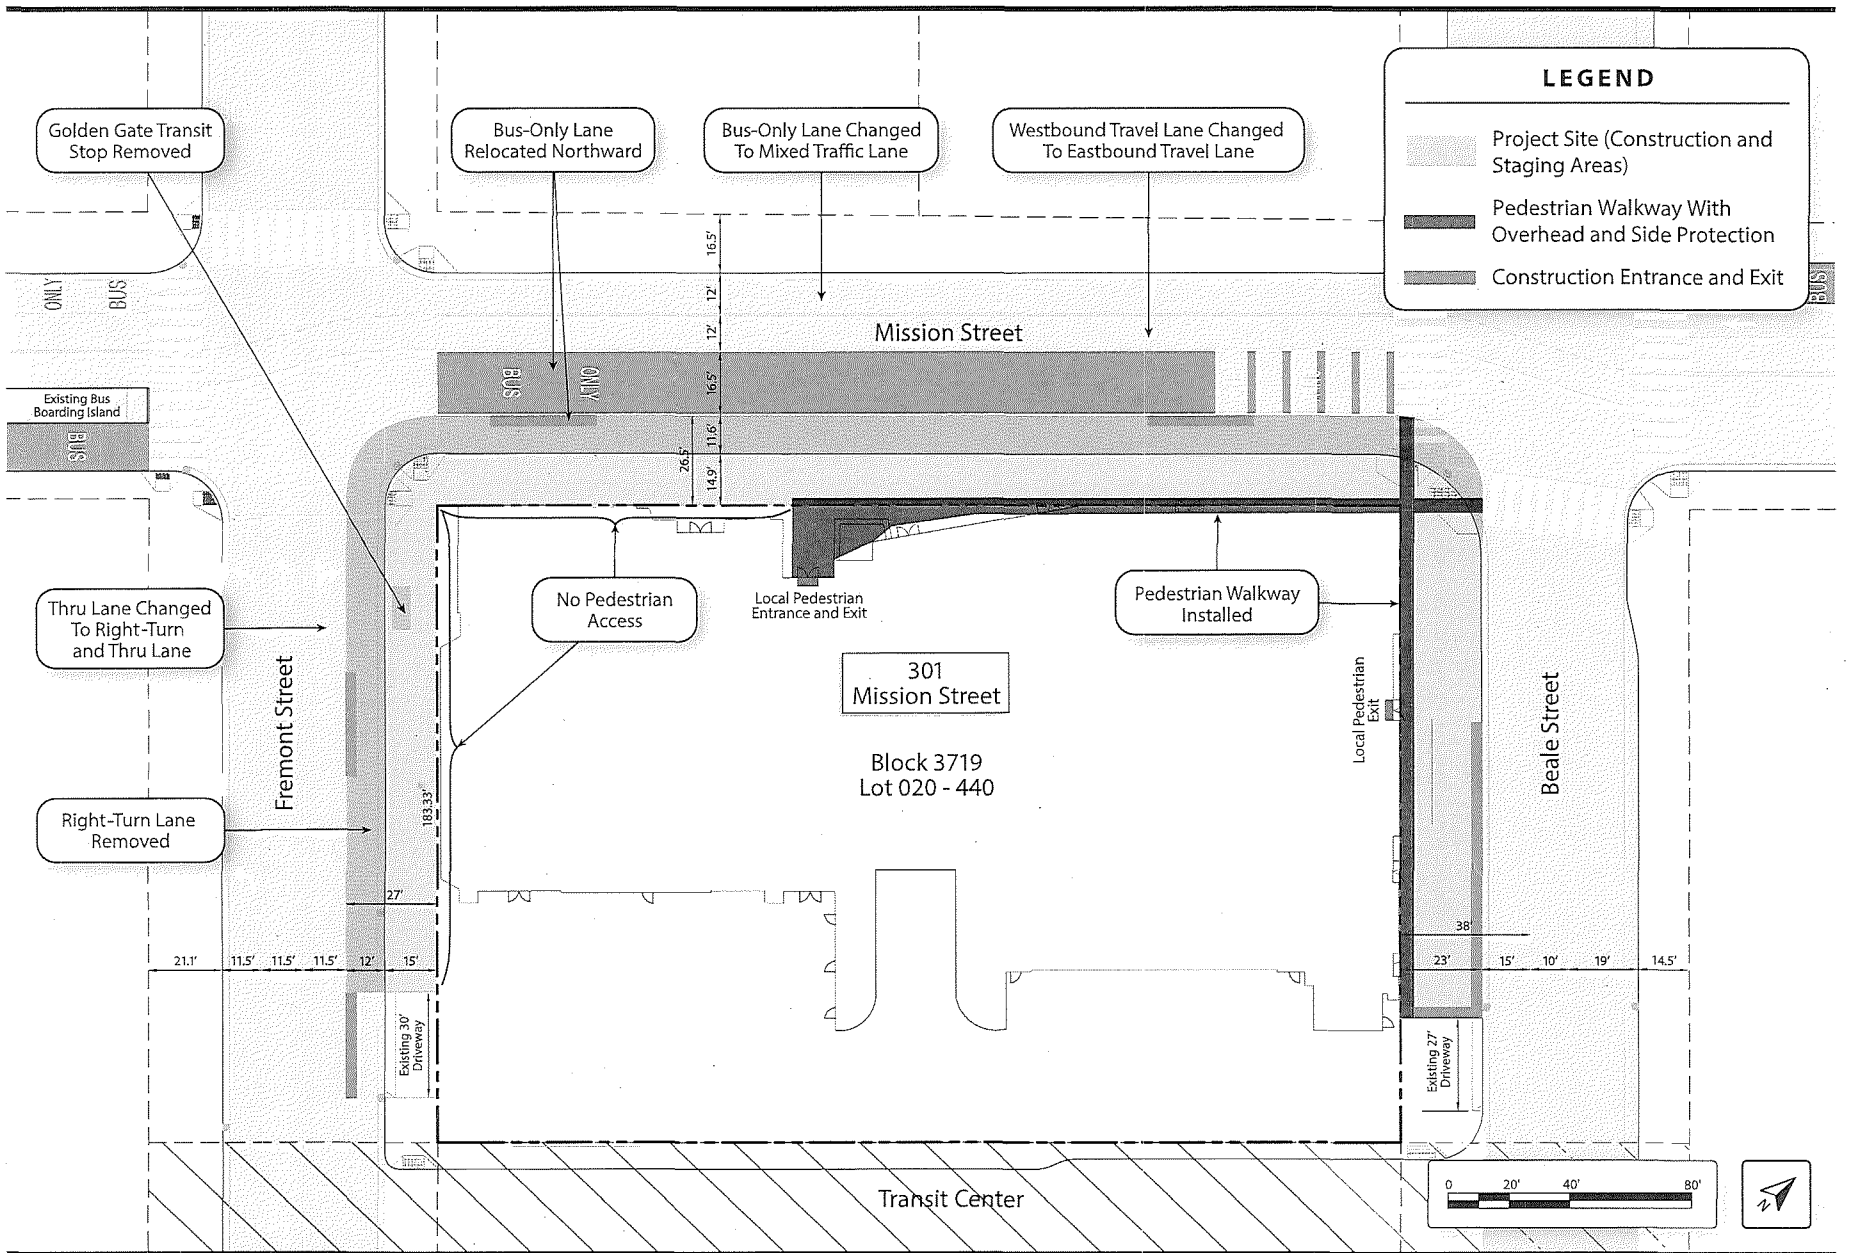 LEGEND
Project Site (Construction and
Staging Areas)
Pedestrian Walkway With
Overhead and Side Protection
Construction Entrance and Exit
Golden Gate Transit
Stop Removed
Bus-Only Lane
Relocated Northward
Bus-Only Lane Changed
To Mixed Traffic Lane
Westbound Travel Lane Changed
To Eastbound Travel Lane
16.5'
12'
12'
16.5'
11.6'
14.9'
26.5'
ONLY
BUS
BUS
Mission Street
BUS
ONLY
Existing Bus
Boarding Island
BUS
No Pedestrian
Access
Local Pedestrian
Entrance and Exit
Pedestrian Walkway
Installed
Thru Lane Changed
To Right-Turn
and Thru Lane
Fremont Street
301
Mission Street
Block 3719
Lot 020 - 440
Local Pedestrian
Exit
Beale Street
Right-Turn Lane
Removed
183.33'
27'
38'
21.1'
11.5'
11.5'
11.5'
12'
15'
23'
15'
10'
19'
14.5'
Existing 30'
Driveway
Existing 27'
Driveway
Transit Center
0
20'
40'
80'
N